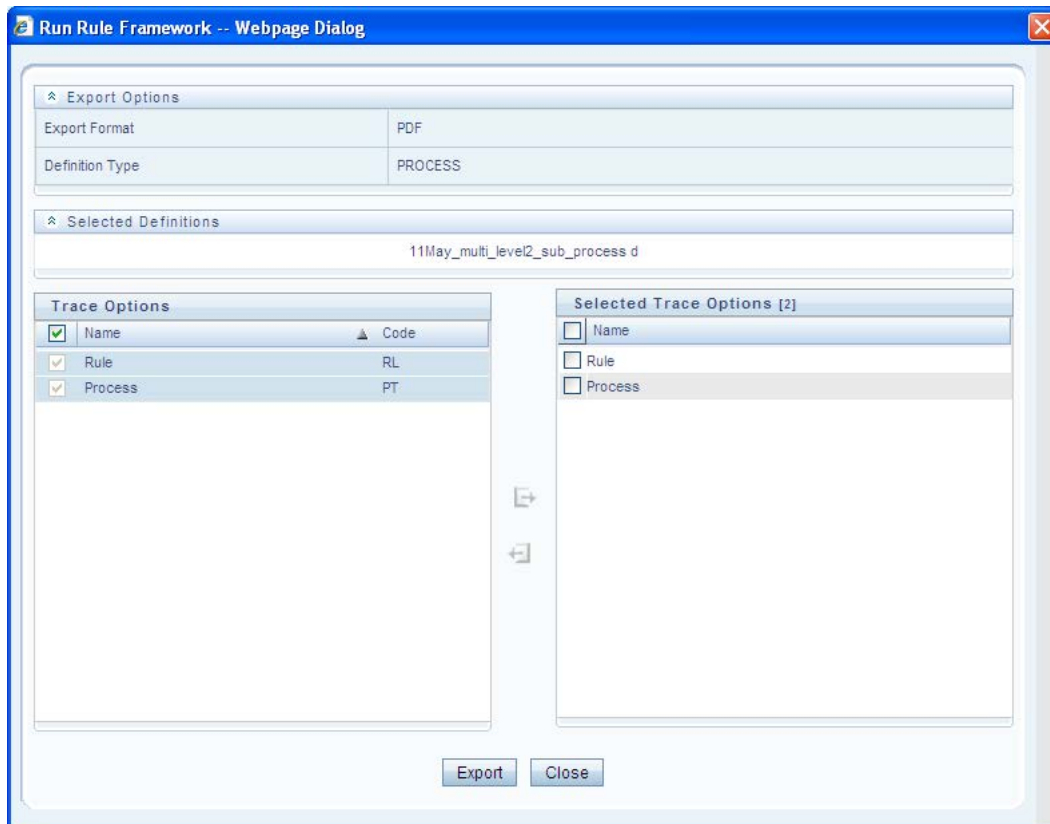 Run Rule Framework -- Webpage Dialog
Export Options
Export Format PDF
Definition Type PROCESS
Selected Definitions
11May_multi_level2_sub_process d
Trace Options
Name Code
Rule RL
Process PT
Selected Trace Options [2]
Name
Rule
Process
Export Close